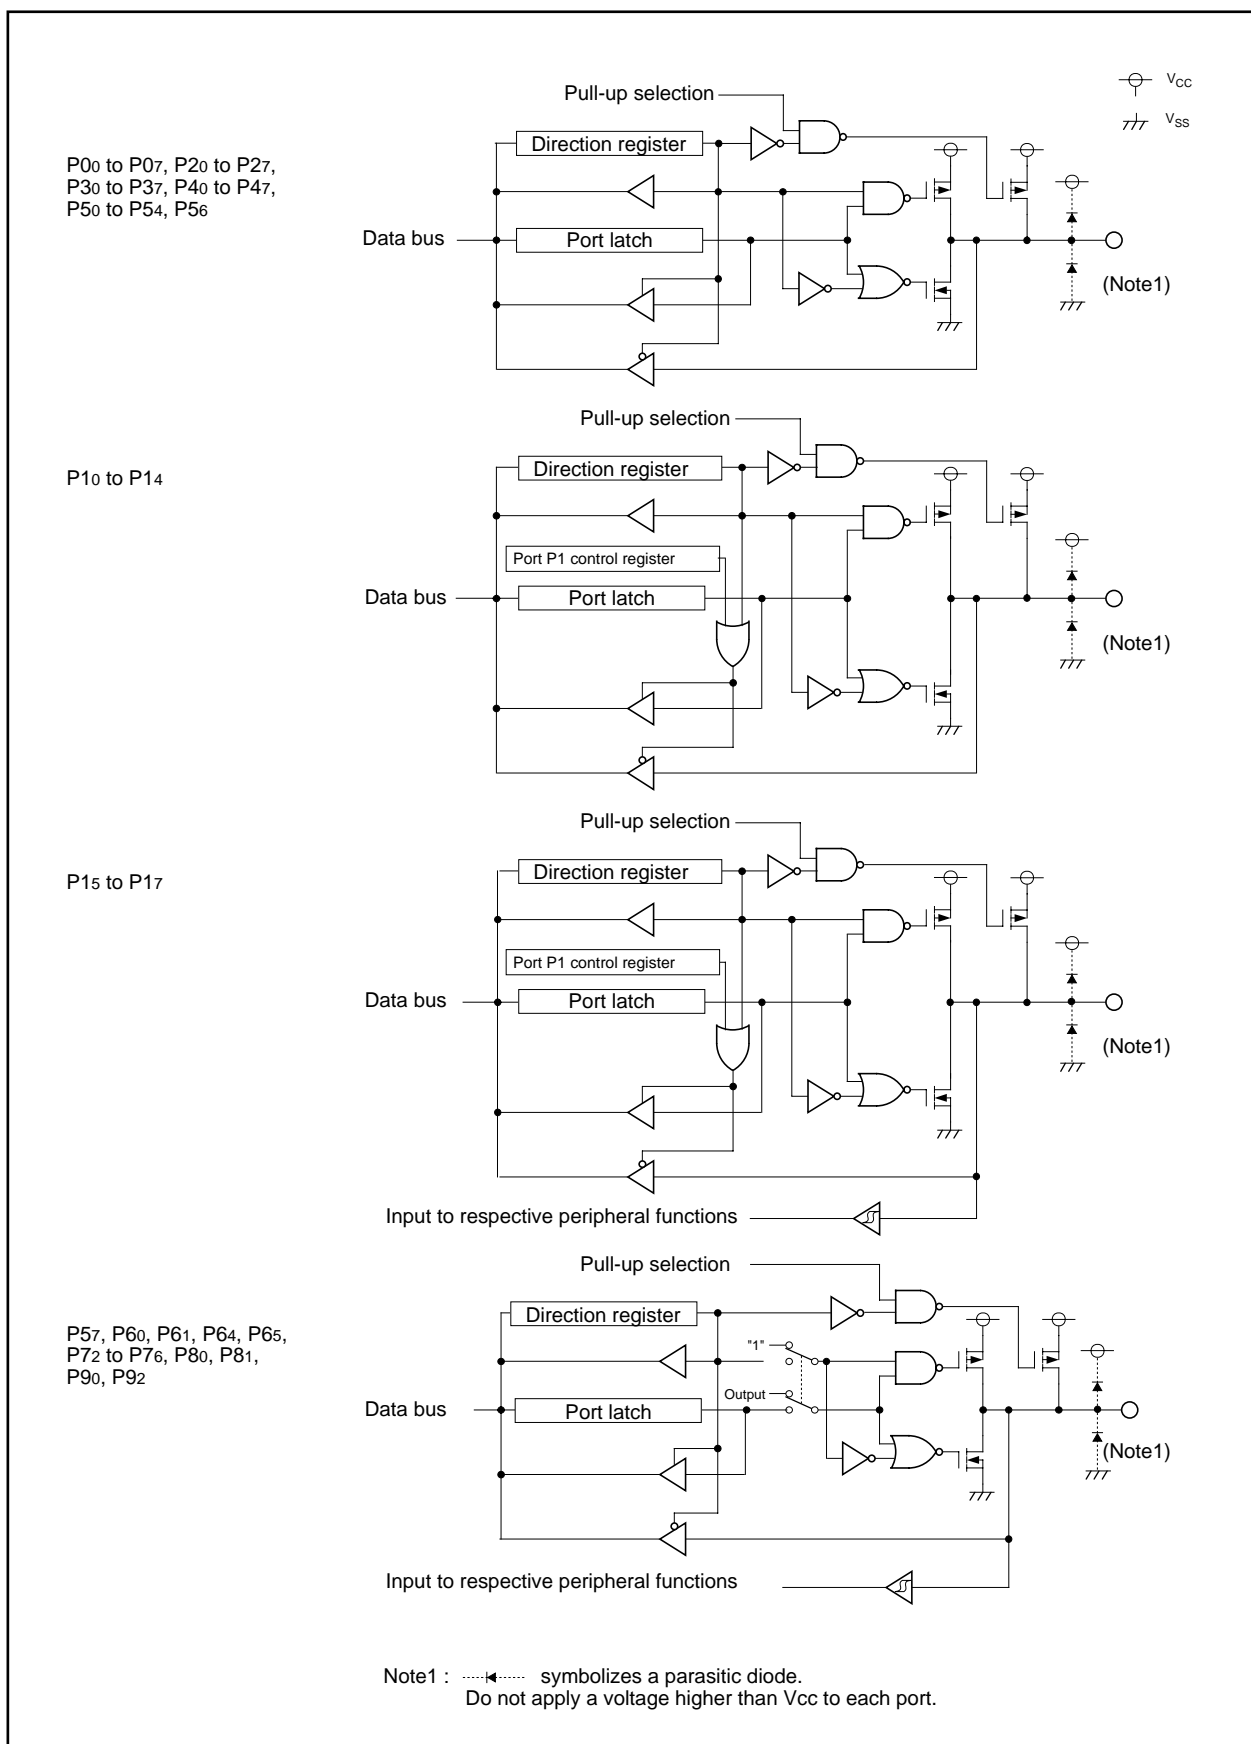 VCC
VSS
Pull-up selection
Direction register
P00 to P07, P20 to P27,
P30 to P37, P40 to P47,
P50 to P54, P56
Data bus
Port latch
(Note1)
Pull-up selection
P10 to P14
Direction register
Port P1 control register
Data bus
Port latch
(Note1)
Pull-up selection
P15 to P17
Direction register
Port P1 control register
Data bus
Port latch
(Note1)
Input to respective peripheral functions
Pull-up selection
Direction register
P57, P60, P61, P64, P65,
P72 to P76, P80, P81,
P90, P92
"1"
Output
Data bus
Port latch
(Note1)
Input to respective peripheral functions
Note1 : symbolizes a parasitic diode.
Do not apply a voltage higher than Vcc to each port.